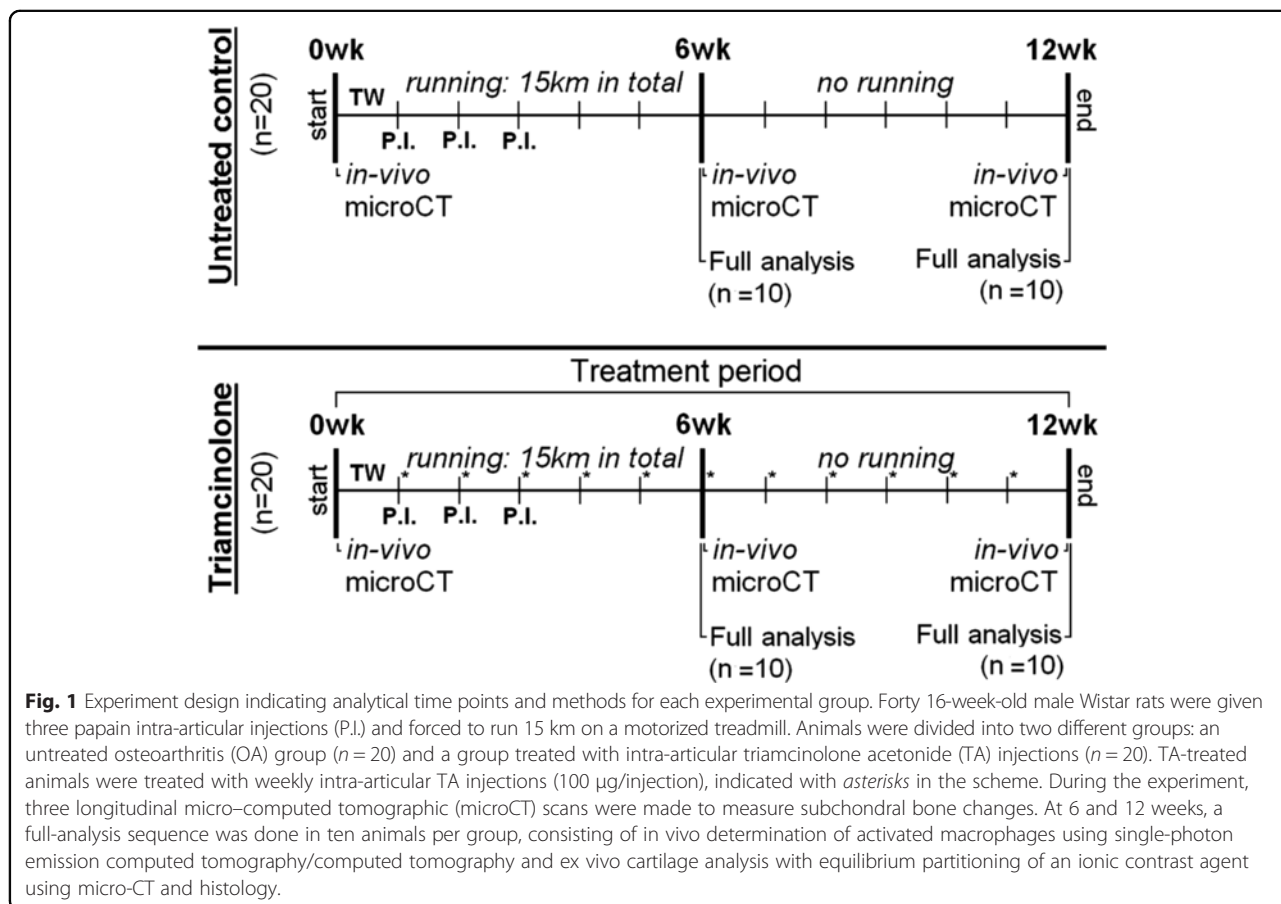 Untreated control
(n=20)
0wk
6wk
12wk
start
TW
running: 15km in total
no running
end
P.I. P.I. P.I.
in-vivo
microCT
in-vivo
microCT
in-vivo
microCT
Full analysis
(n =10)
Full analysis
(n =10)
Triamcinolone
(n=20)
Treatment period
0wk
6wk
12wk
start
TW
running: 15km in total
no running
end
* * * * * * * * * * *
P.I. P.I. P.I.
in-vivo
microCT
in-vivo
microCT
in-vivo
microCT
Full analysis
(n =10)
Full analysis
(n =10)
Fig. 1 Experiment design indicating analytical time points and methods for each experimental group. Forty 16-week-old male Wistar rats were given
three papain intra-articular injections (P.I.) and forced to run 15 km on a motorized treadmill. Animals were divided into two different groups: an
untreated osteoarthritis (OA) group (n = 20) and a group treated with intra-articular triamcinolone acetonide (TA) injections (n = 20). TA-treated
animals were treated with weekly intra-articular TA injections (100 μg/injection), indicated with asterisks in the scheme. During the experiment,
three longitudinal micro–computed tomographic (microCT) scans were made to measure subchondral bone changes. At 6 and 12 weeks, a
full-analysis sequence was done in ten animals per group, consisting of in vivo determination of activated macrophages using single-photon
emission computed tomography/computed tomography and ex vivo cartilage analysis with equilibrium partitioning of an ionic contrast agent
using micro-CT and histology.